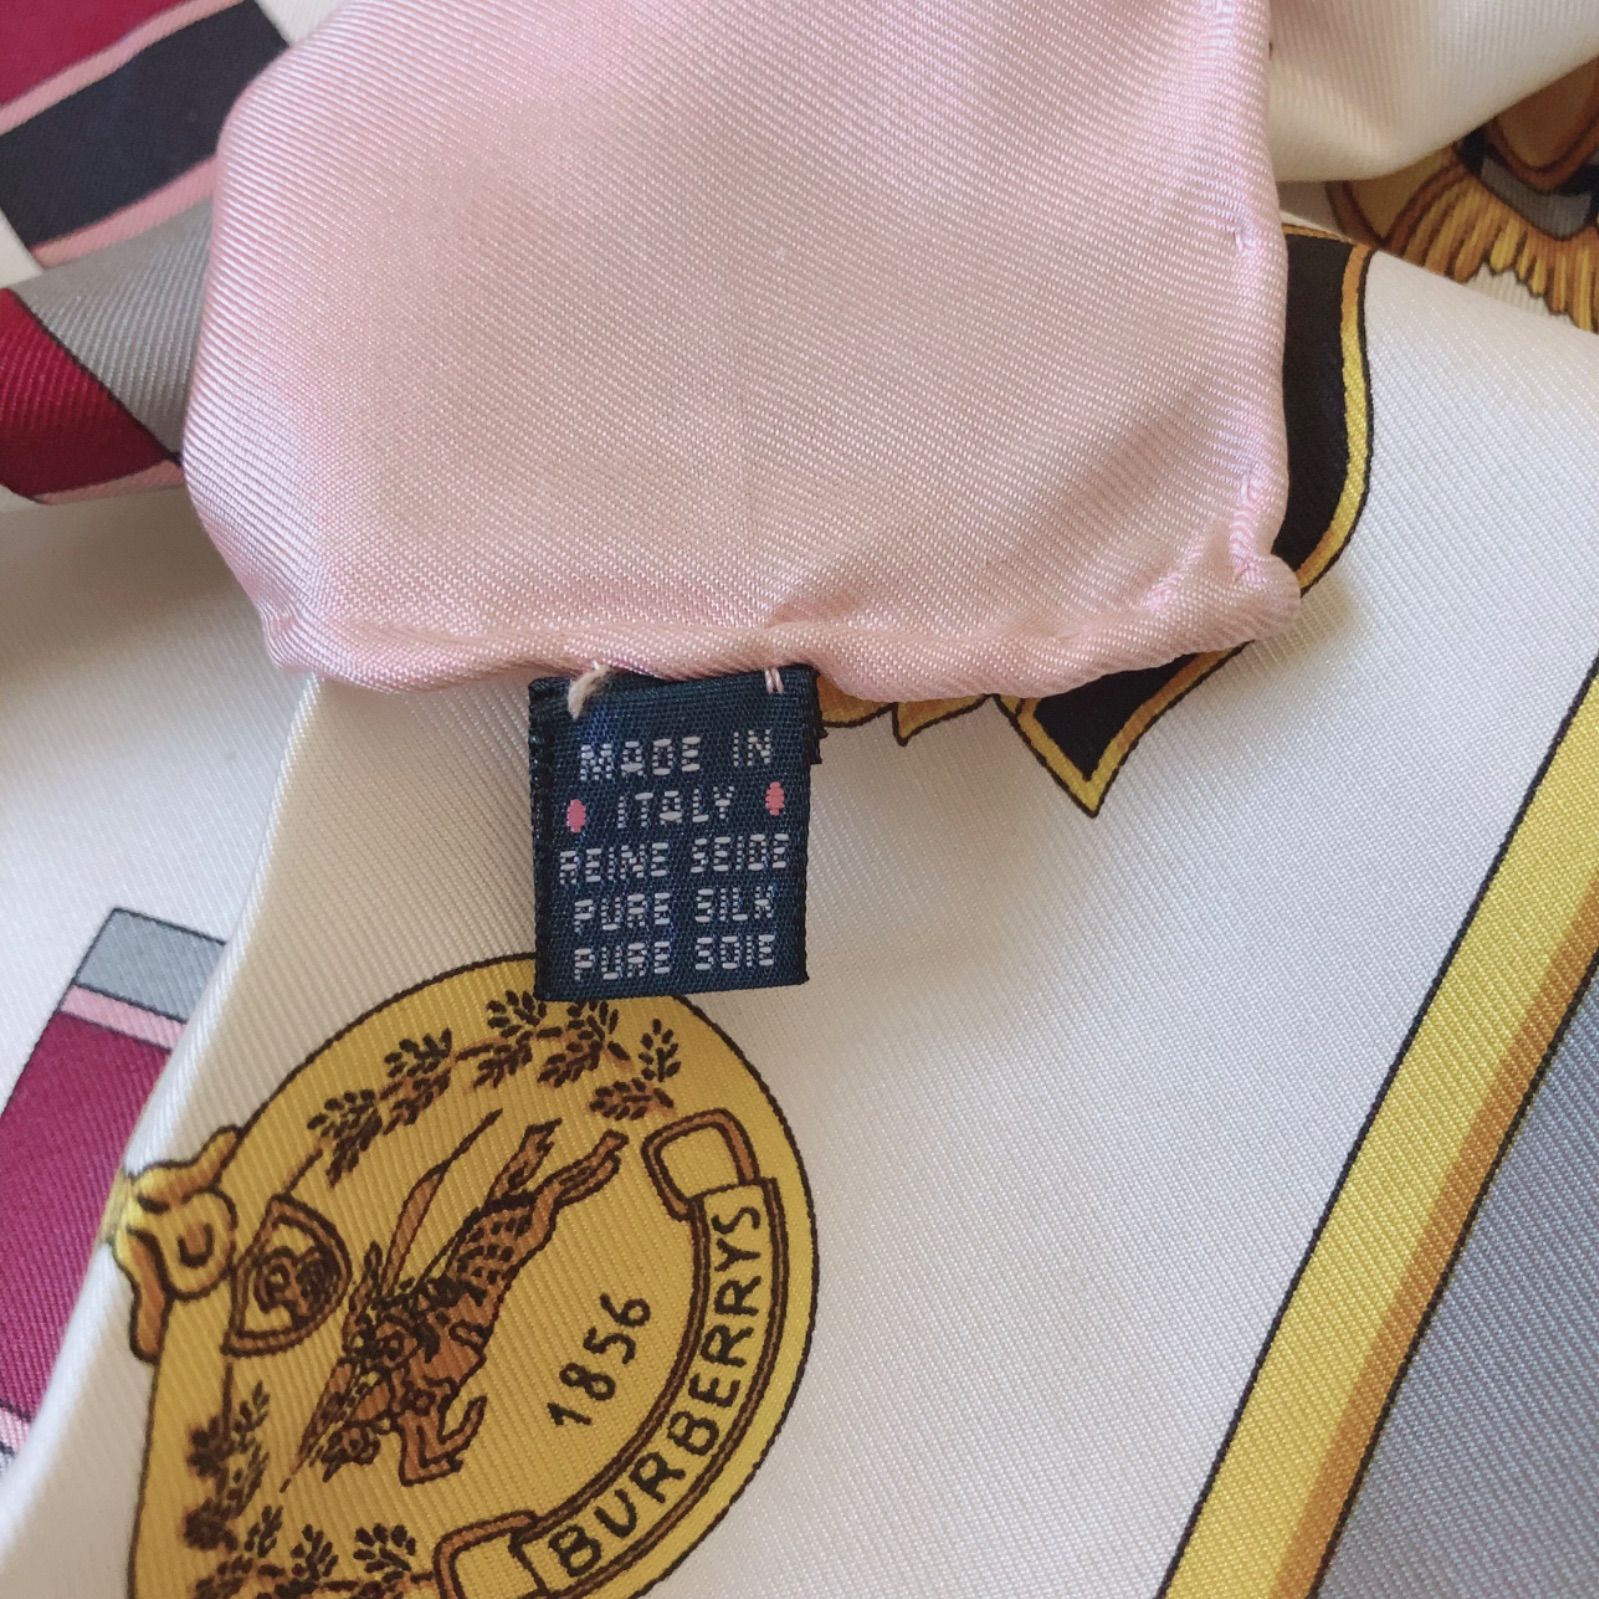 MADE IN
ITALY
REINE SEIDE
PURE SILK
PURE SOIE
1856
BURBERRYS